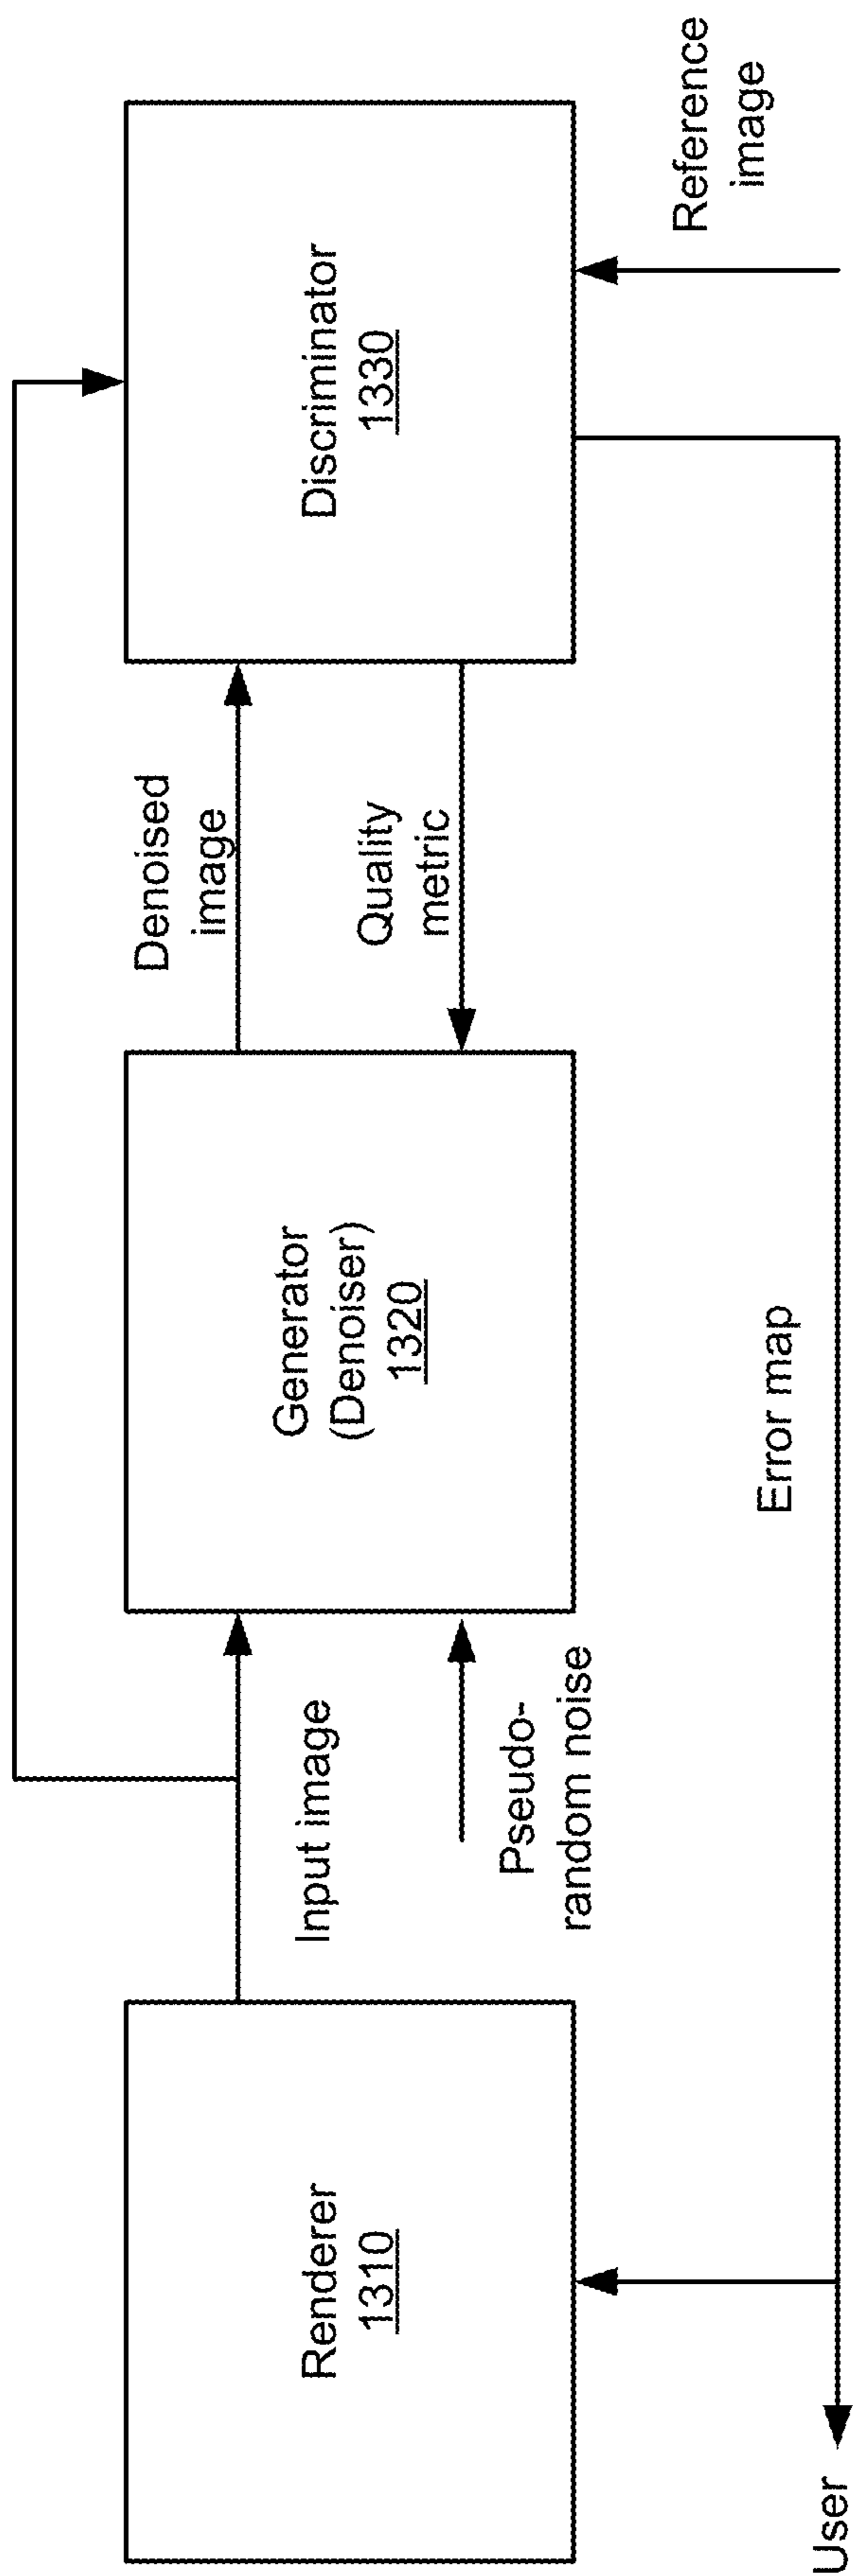 Renderer
1310
Input image
Pseudo-
random noise
Generator
(Denoiser)
1320
Denoised
image
Quality
metric
Discriminator
1330
Reference
image
Error map
User